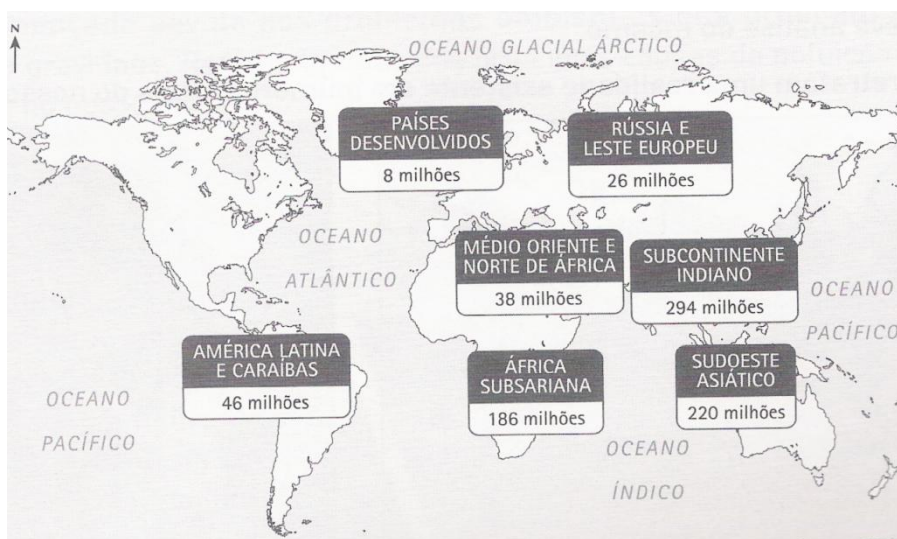 N
OCEANO GLACIAL ÁRCTICO
PAÍSES
DESENVOLVIDOS
8 milhões
RÚSSIA E
LESTE EUROPEU
26 milhões
OCEANO
ATLÂNTICO
MÉDIO ORIENTE E
NORTE DE ÁFRICA
38 milhões
SUBCONTINENTE
INDIANO
294 milhões
OCEANO
PACÍFICO
AMÉRICA LATINA
E CARAÍBAS
46 milhões
ÁFRICA
SUBSARIANA
186 milhões
SUDOESTE
ASIÁTICO
220 milhões
OCEANO
PACÍFICO
OCEANO
ÍNDICO